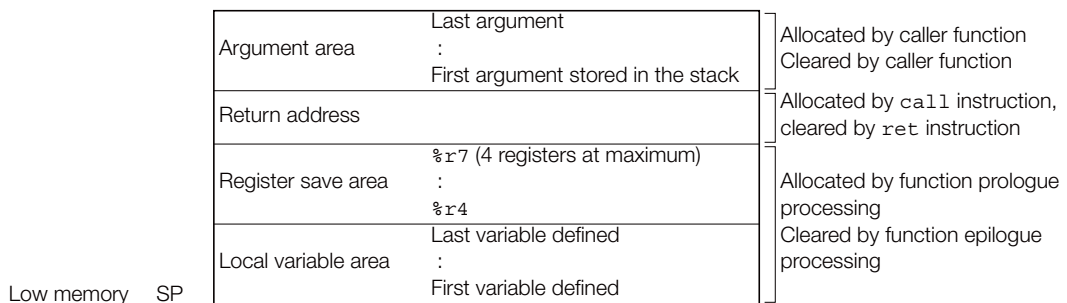 Last argument
Argument area :
First argument stored in the stack
Allocated by caller function
Cleared by caller function
Return address
Allocated by call instruction,
cleared by ret instruction
%r7 (4 registers at maximum)
Register save area :
%r4
Allocated by function prologue
processing
Cleared by function epilogue
processing
Last variable defined
Local variable area :
First variable defined
Low memory SP